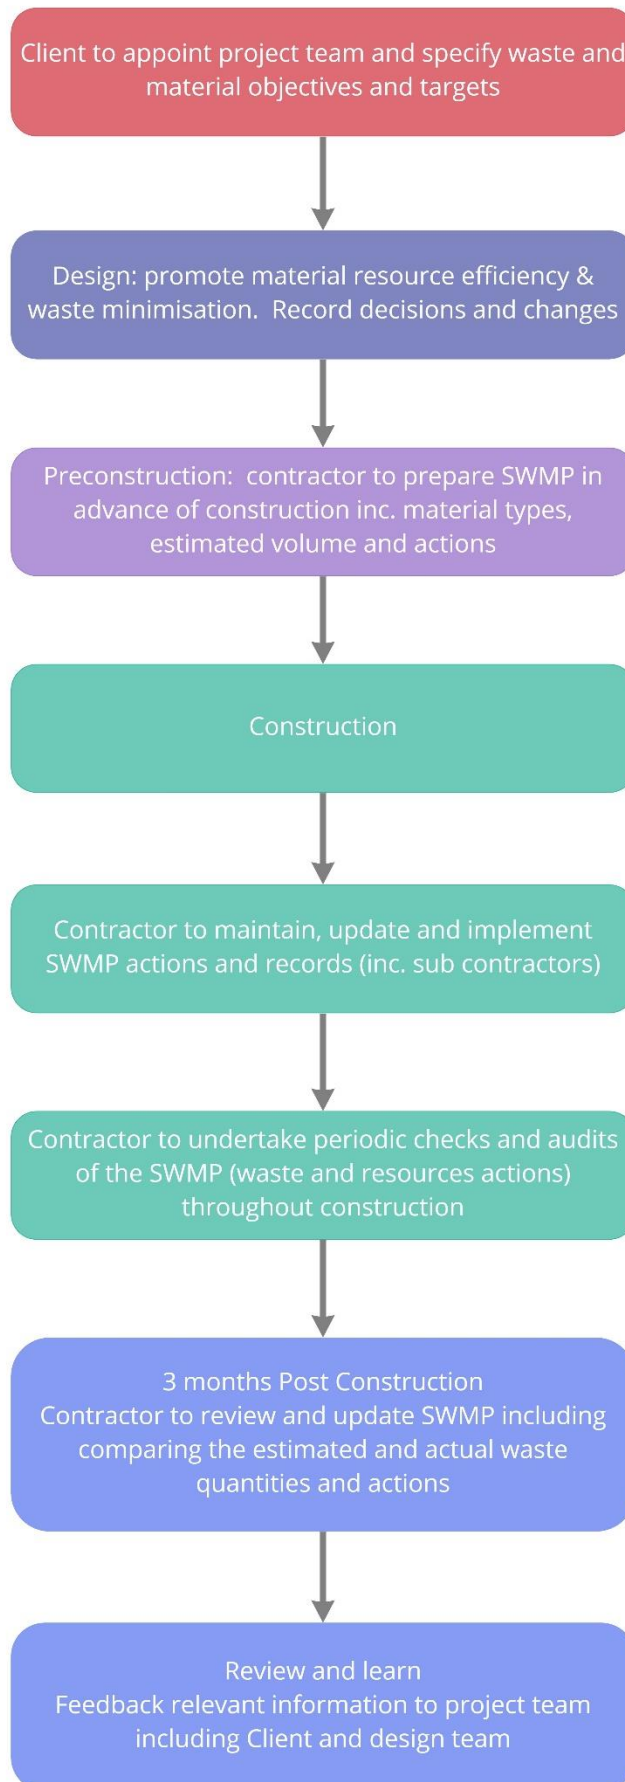 Client to appoint project team and specify waste and
material objectives and targets
Design: promote material resource efficiency &
waste minimisation.  Record decisions and changes
Preconstruction:  contractor to prepare SWMP in
advance of construction inc. material types,
estimated volume and actions
Construction
Contractor to maintain, update and implement
SWMP actions and records (inc. sub contractors)
Contractor to undertake periodic checks and audits
of the SWMP (waste and resources actions)
throughout construction
3 months Post Construction
Contractor to review and update SWMP including
comparing the estimated and actual waste
quantities and actions
Review and learn
Feedback relevant information to project team
including Client and design team